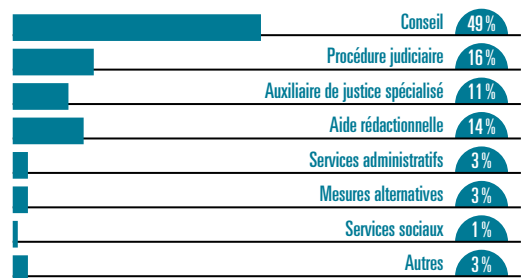 Conseil 49 %
Procédure judiciaire 16 %
Auxiliaire de justice spécialisé 11 %
Aide rédactionnelle 14 %
Services administratifs 3 %
Mesures alternatives 3 %
Services sociaux 1 %
Autres 3 %